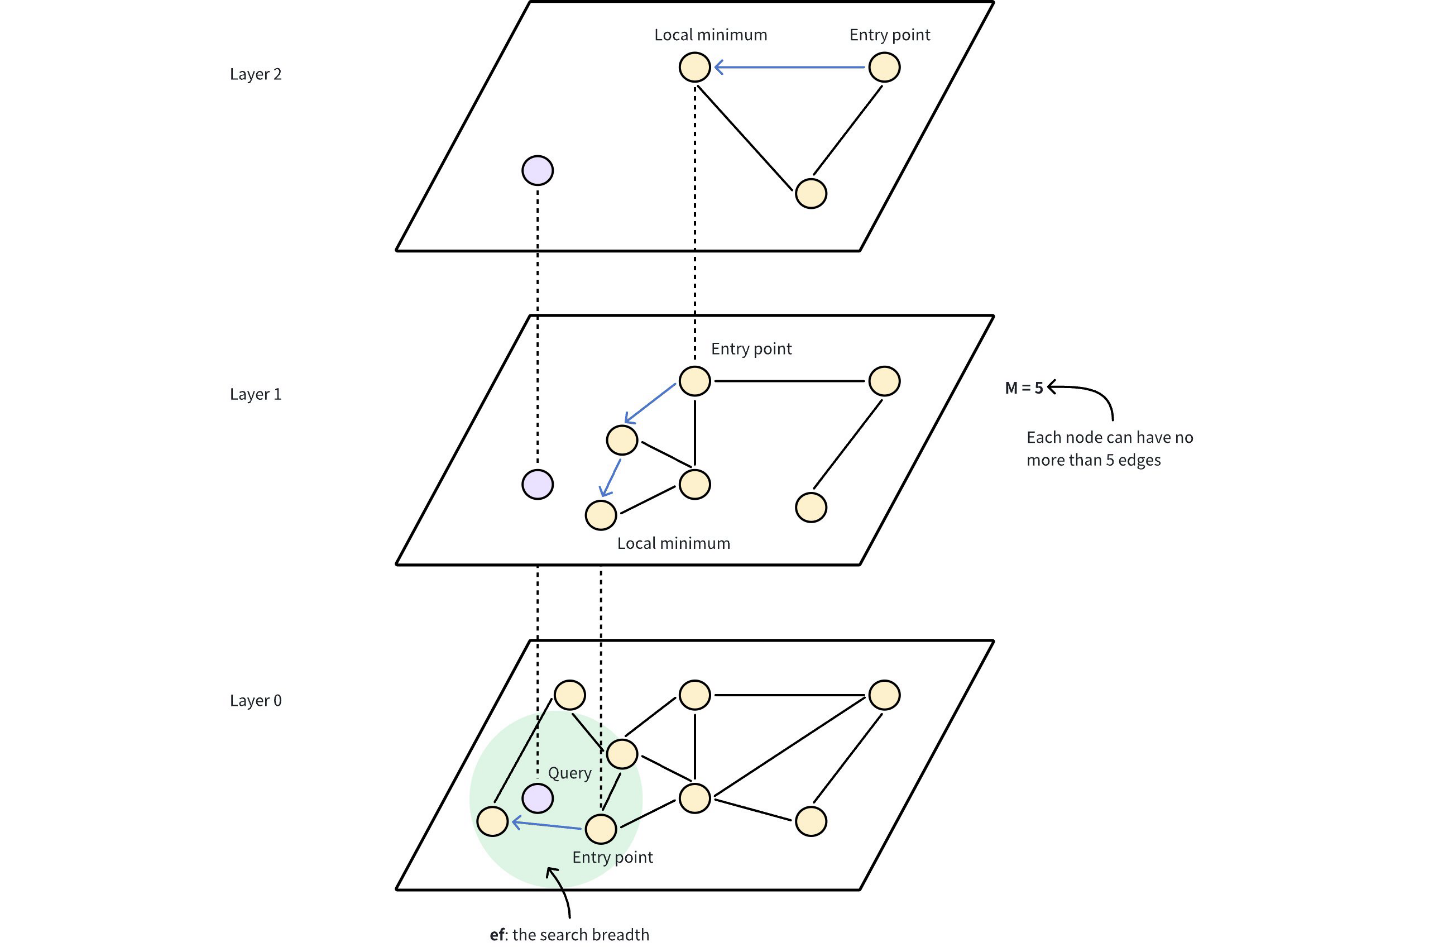 Local minimum
Entry point
Layer 2
Entry point
Layer 1
M = 5
Each node can have no
more than 5 edges
Local minimum
Layer 0
Query
Entry point
ef: the search breadth